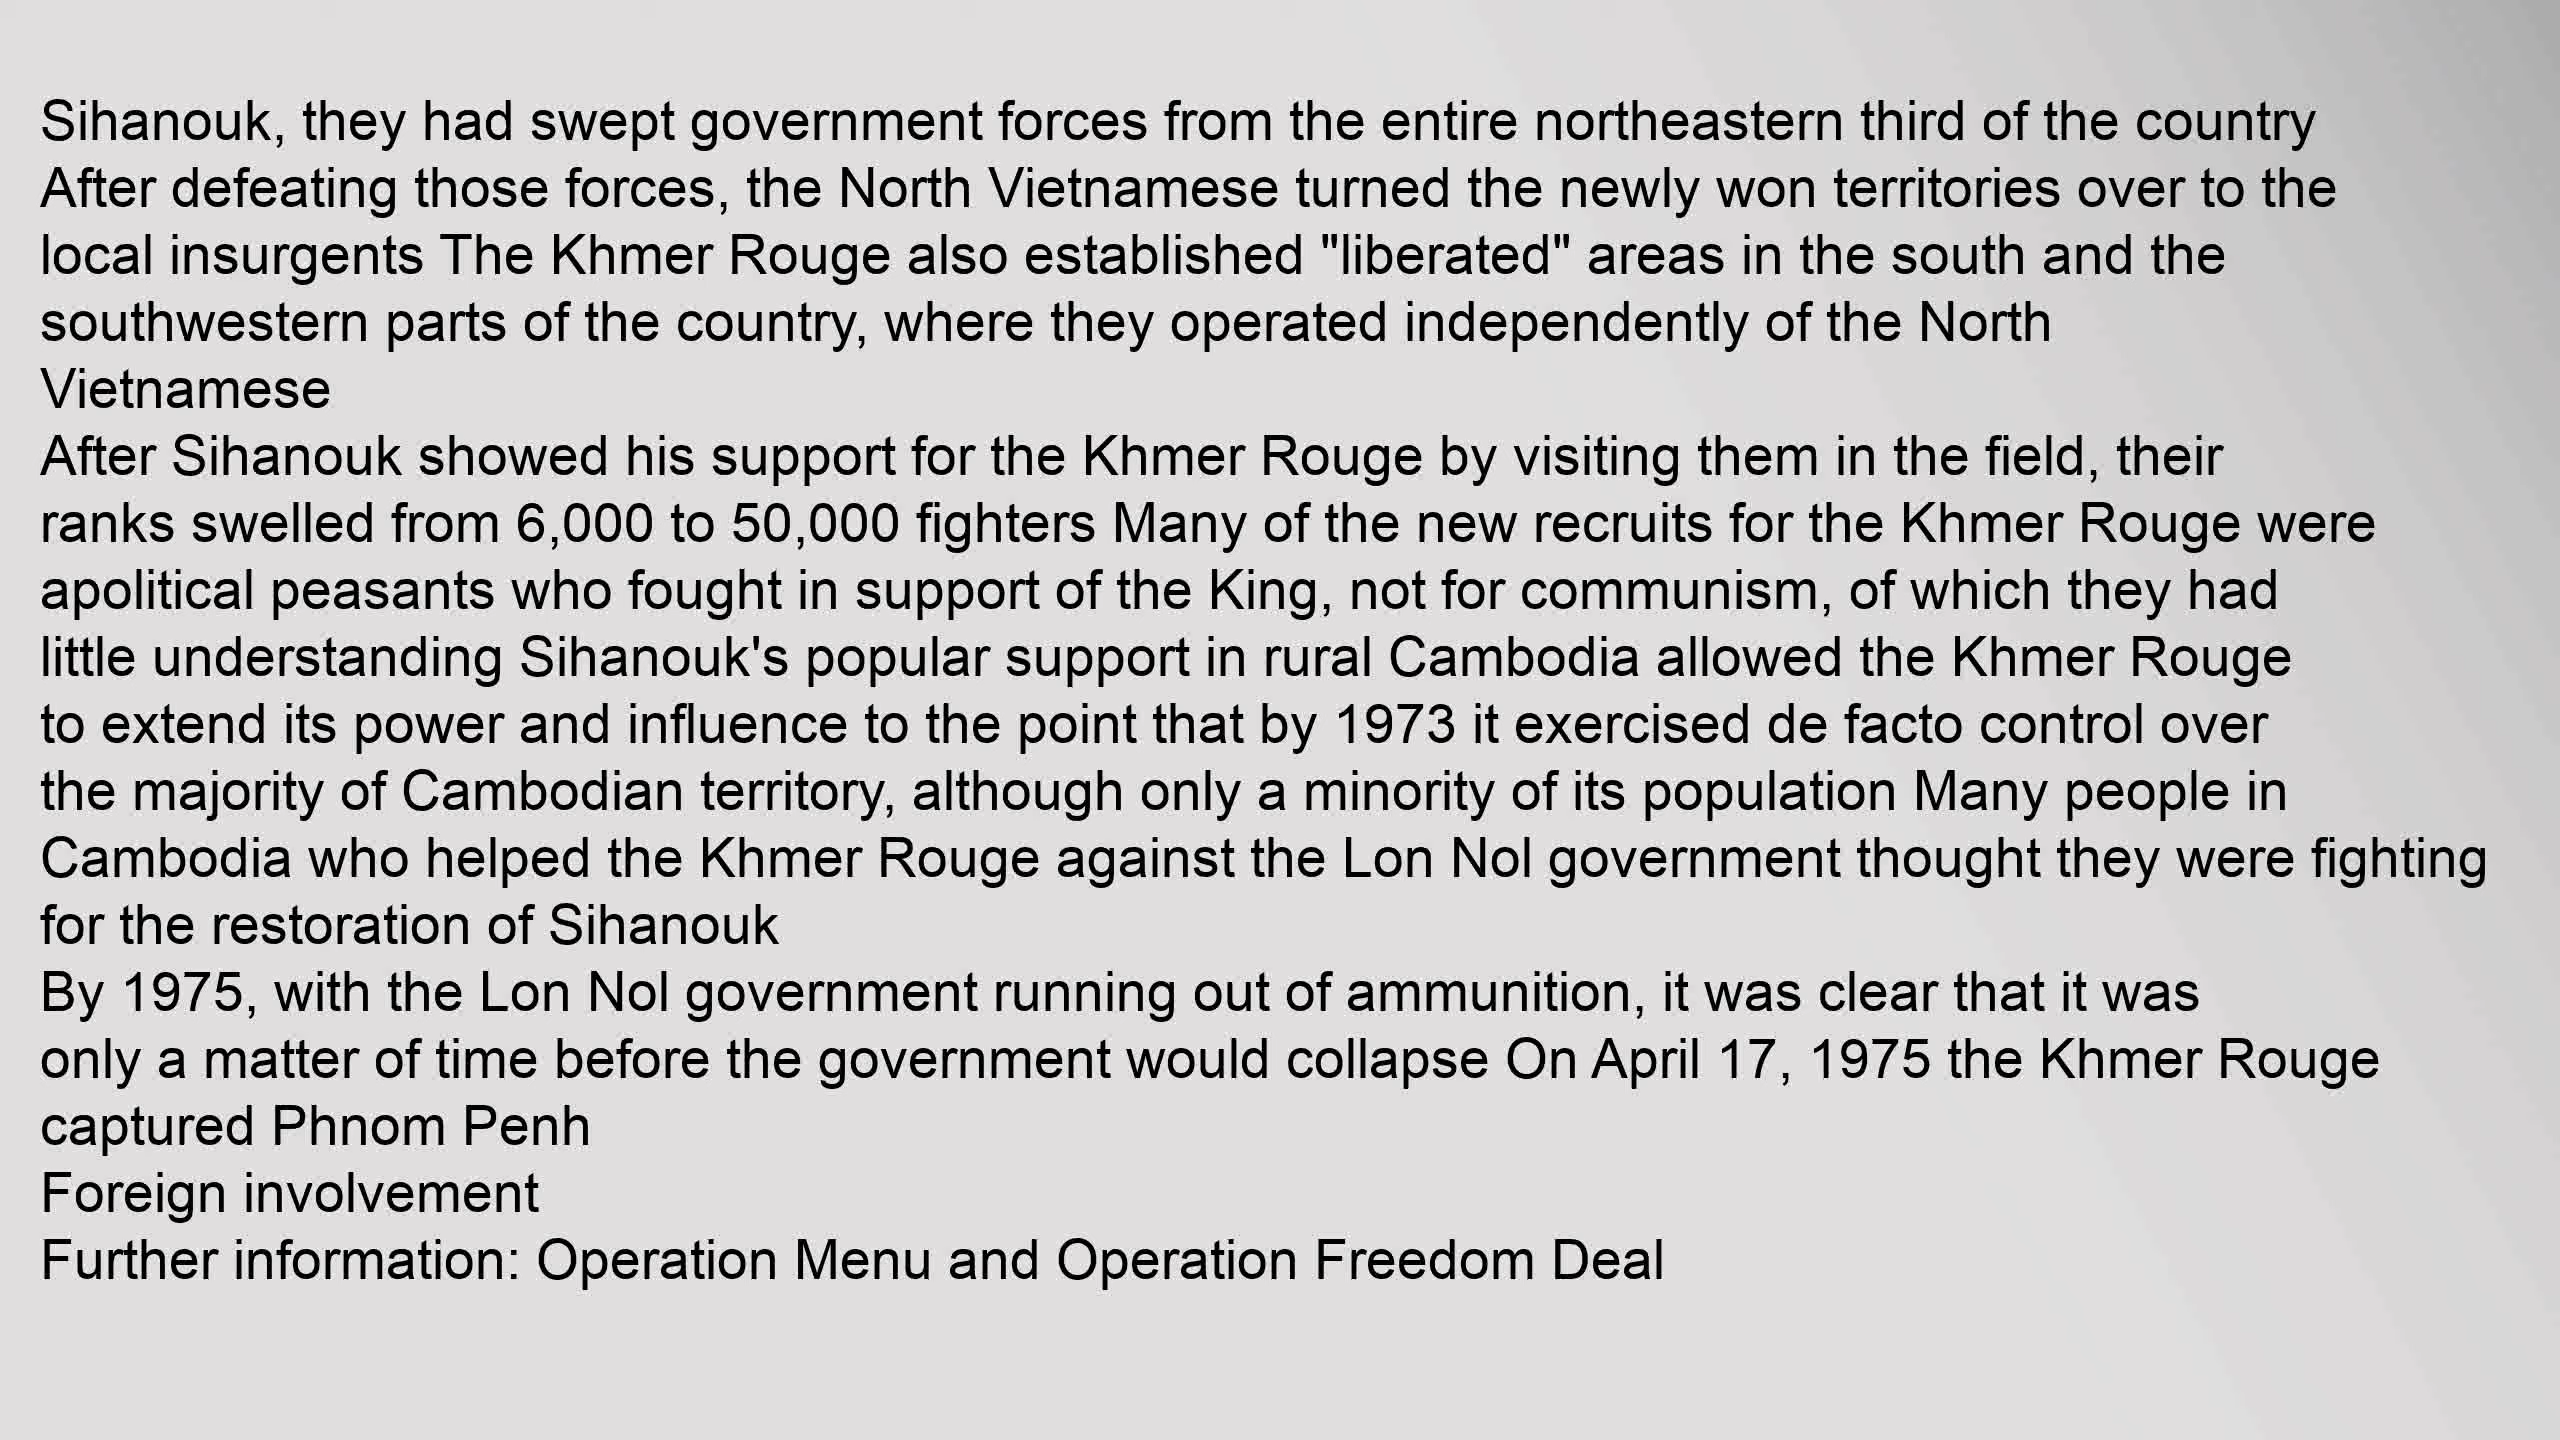 Sihanouk, they had swept government forces from the entire northeastern third of the country
After defeating those forces, the North Vietnamese turned the newly won territories over to the
local insurgents The Khmer Rouge also established "liberated" areas in the south and the
southwestern parts of the country, where they operated independently of the North
Vietnamese
After Sihanouk showed his support for the Khmer Rouge by visiting them in the field, their
ranks swelled from 6,000 to 50,000 fighters Many of the new recruits for the Khmer Rouge were
apolitical peasants who fought in support of the King, not for communism, of which they had
little understanding Sihanouk's popular support in rural Cambodia allowed the Khmer Rouge
to extend its power and influence to the point that by 1973 it exercised de facto control over
the majority of Cambodian territory, although only a minority of its population Many people in
Cambodia who helped the Khmer Rouge against the Lon Nol government thought they were fighting
for the restoration of Sihanouk
By 1975, with the Lon Nol government running out of ammunition, it was clear that it was
only a matter of time before the government would collapse On April 17, 1975 the Khmer Rouge
captured Phnom Penh
Foreign involvement
Further information: Operation Menu and Operation Freedom Deal